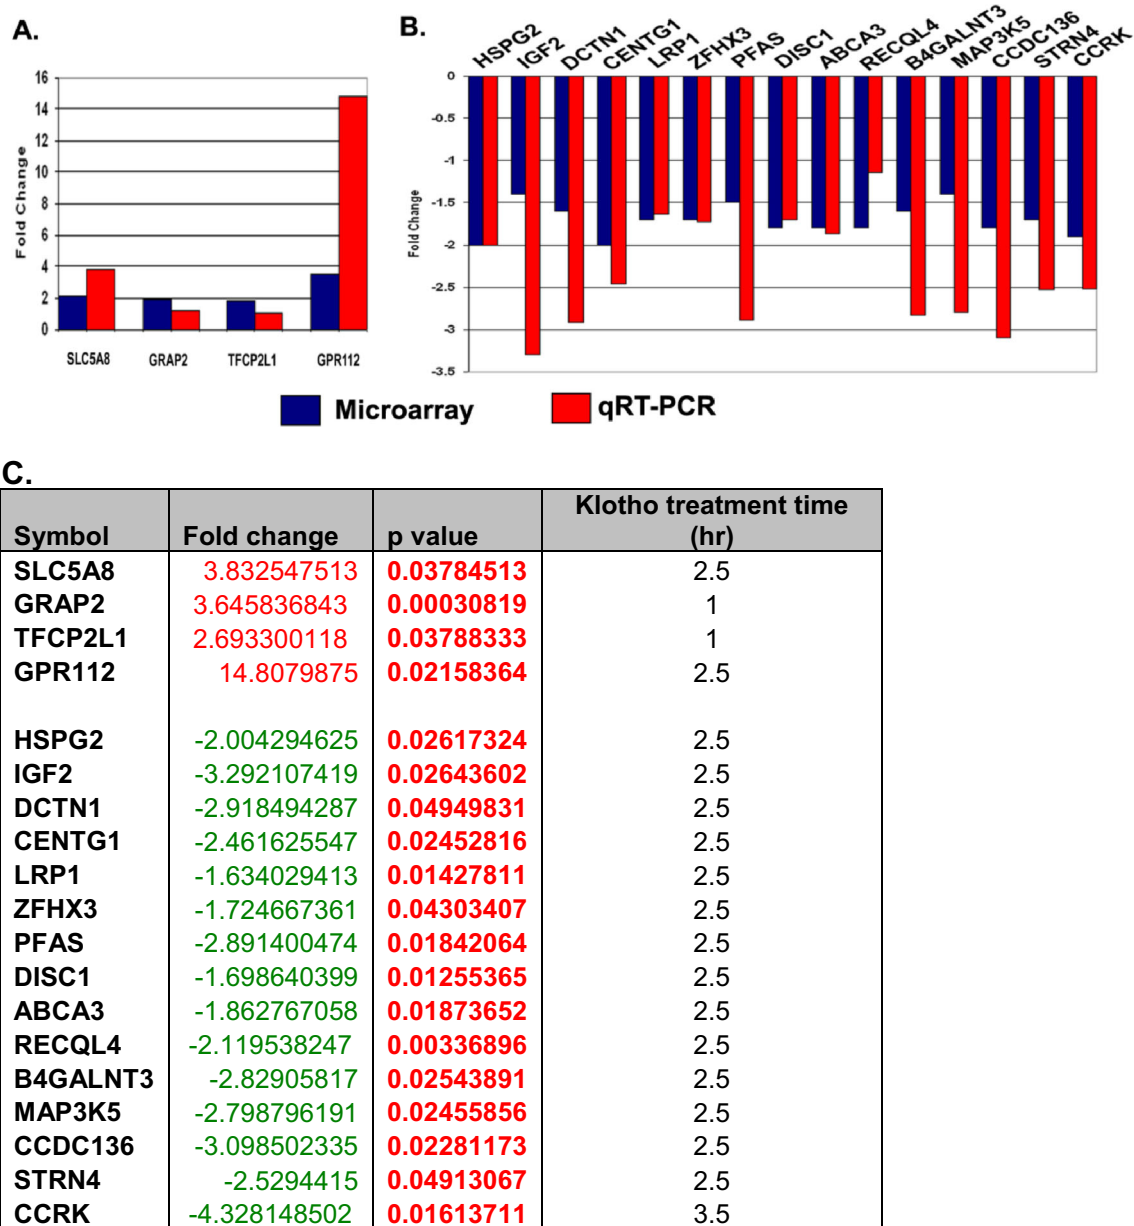 A.
Fold Change
16
14
12
10
8
6
4
2
0
SLC5A8 GRAP2 TFCP2L1 GPR112
B.
HSPG2 IGF2 DCTN1 CENTG1 LRP1 ZFHX3 PFAS DISC1 ABCA3 RECQL4 B4GALNT3 MAP3K5 CCDC136 STRN4 CCRK
Fold Change
0
-0.5
-1
-1.5
-2
-2.5
-3
-3.5
Microarray qRT-PCR
C.
Symbol Fold change p value Klotho treatment time (hr)
SLC5A8 3.832547513 0.03784513 2.5
GRAP2 3.645836843 0.00030819 1
TFCP2L1 2.693300118 0.03788333 1
GPR112 14.8079875 0.02158364 2.5
HSPG2 -2.004294625 0.02617324 2.5
IGF2 -3.292107419 0.02643602 2.5
DCTN1 -2.918494287 0.04949831 2.5
CENTG1 -2.461625547 0.02452816 2.5
LRP1 -1.634029413 0.01427811 2.5
ZFHX3 -1.724667361 0.04303407 2.5
PFAS -2.891400474 0.01842064 2.5
DISC1 -1.698640399 0.01255365 2.5
ABCA3 -1.862767058 0.01873652 2.5
RECQL4 -2.119538247 0.00336896 2.5
B4GALNT3 -2.82905817 0.02543891 2.5
MAP3K5 -2.798796191 0.02455856 2.5
CCDC136 -3.098502335 0.02281173 2.5
STRN4 -2.5294415 0.04913067 2.5
CCRK -4.328148502 0.01613711 3.5